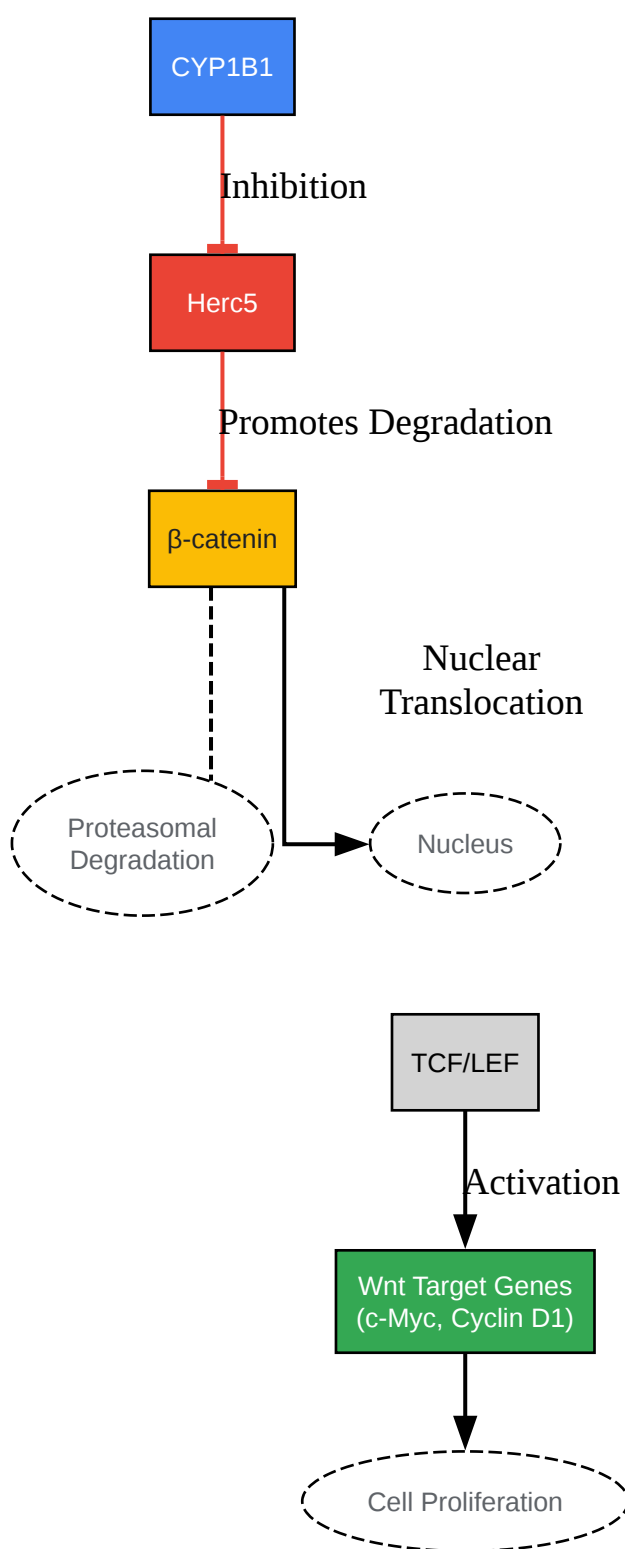 CYP1B1
Inhibition
Herc5
Promotes Degradation
β-catenin
Nuclear
Translocation
Proteasomal
Degradation
Nucleus
TCF/LEF
Activation
Wnt Target Genes
(c-Myc, Cyclin D1)
Cell Proliferation